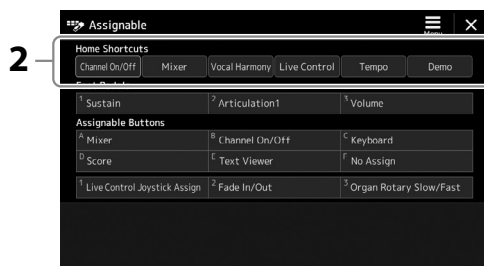 Assignable
Menu
2
Home Shortcuts
Channel On/Off Mixer Vocal Harmony Live Control Tempo Demo
1 Sustain 2 Articulation1 3 Volume
Assignable Buttons
A Mixer B Channel On/Off C Keyboard
D Score E Text Viewer F No Assign
1 Live Control Joystick Assign 2 Fade In/Out 3 Organ Rotary Slow/Fast